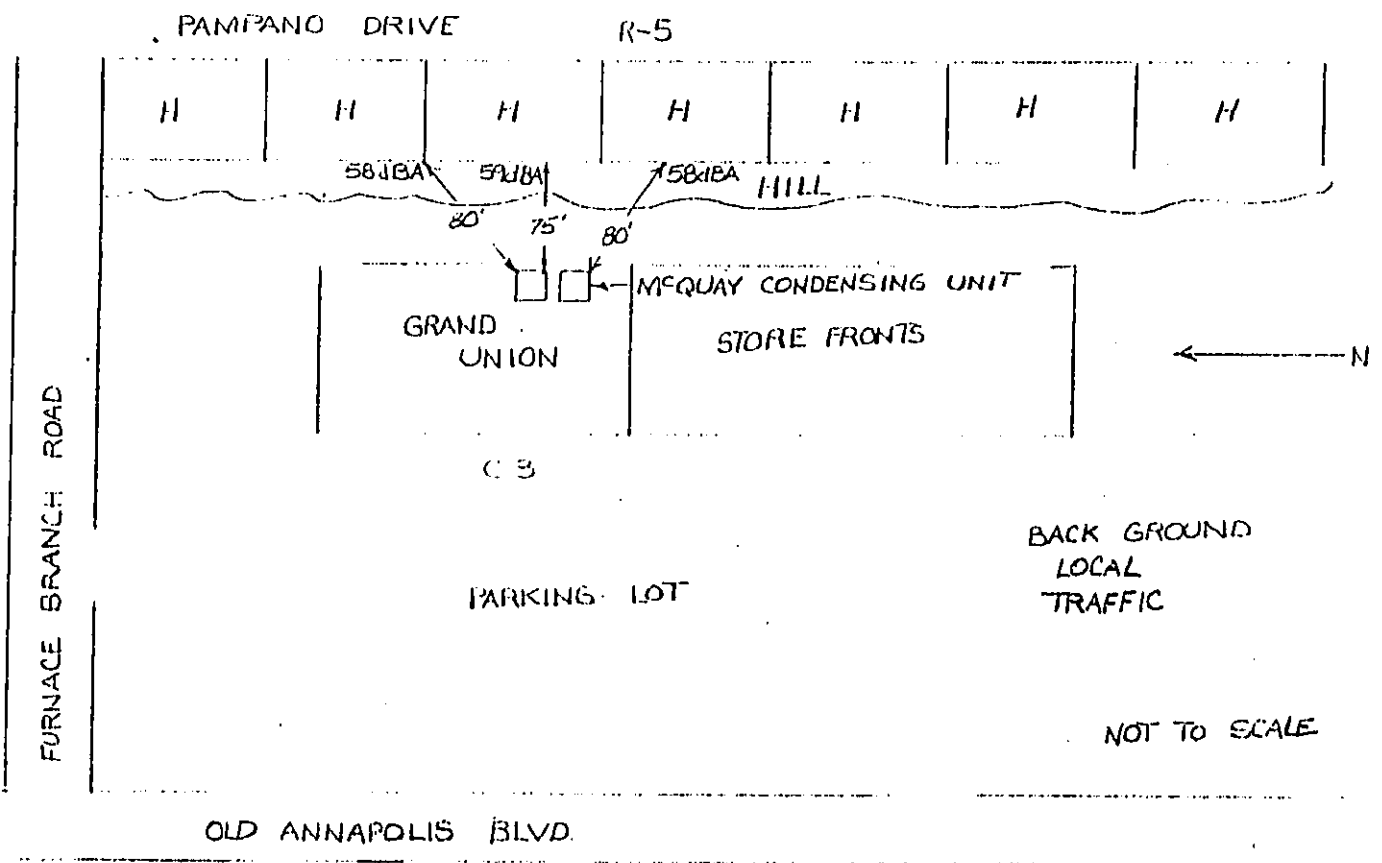 PAMPANO DRIVE R-5
H H H H H H H
58dBA 59dBA 58dBA HILL
80' 75' 80'
MCQUAY CONDENSING UNIT
GRAND
UNION
STORE FRONTS
N
C 3
FURNACE BRANCH ROAD
BACK GROUND
LOCAL
TRAFFIC
PARKING LOT
NOT TO SCALE
OLD ANNAPOLIS BLVD.